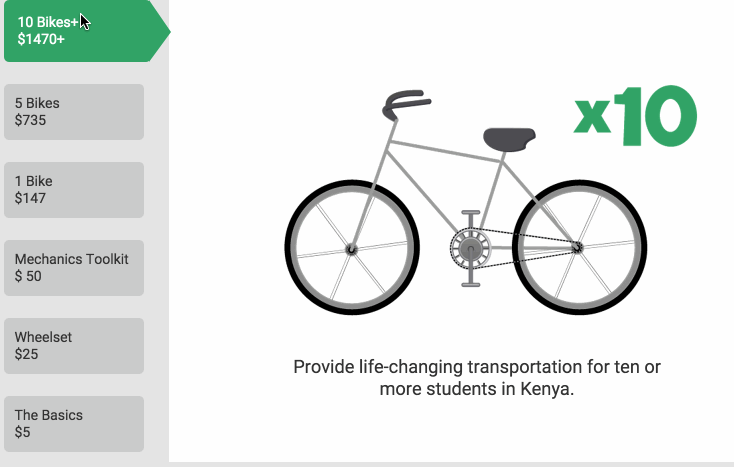 10 Bikes+
$1470+
5 Bikes
$735
1 Bike
$147
Mechanics Toolkit
$ 50
Wheelset
$25
The Basics
$5
x10
Provide life-changing transportation for ten or
more students in Kenya.